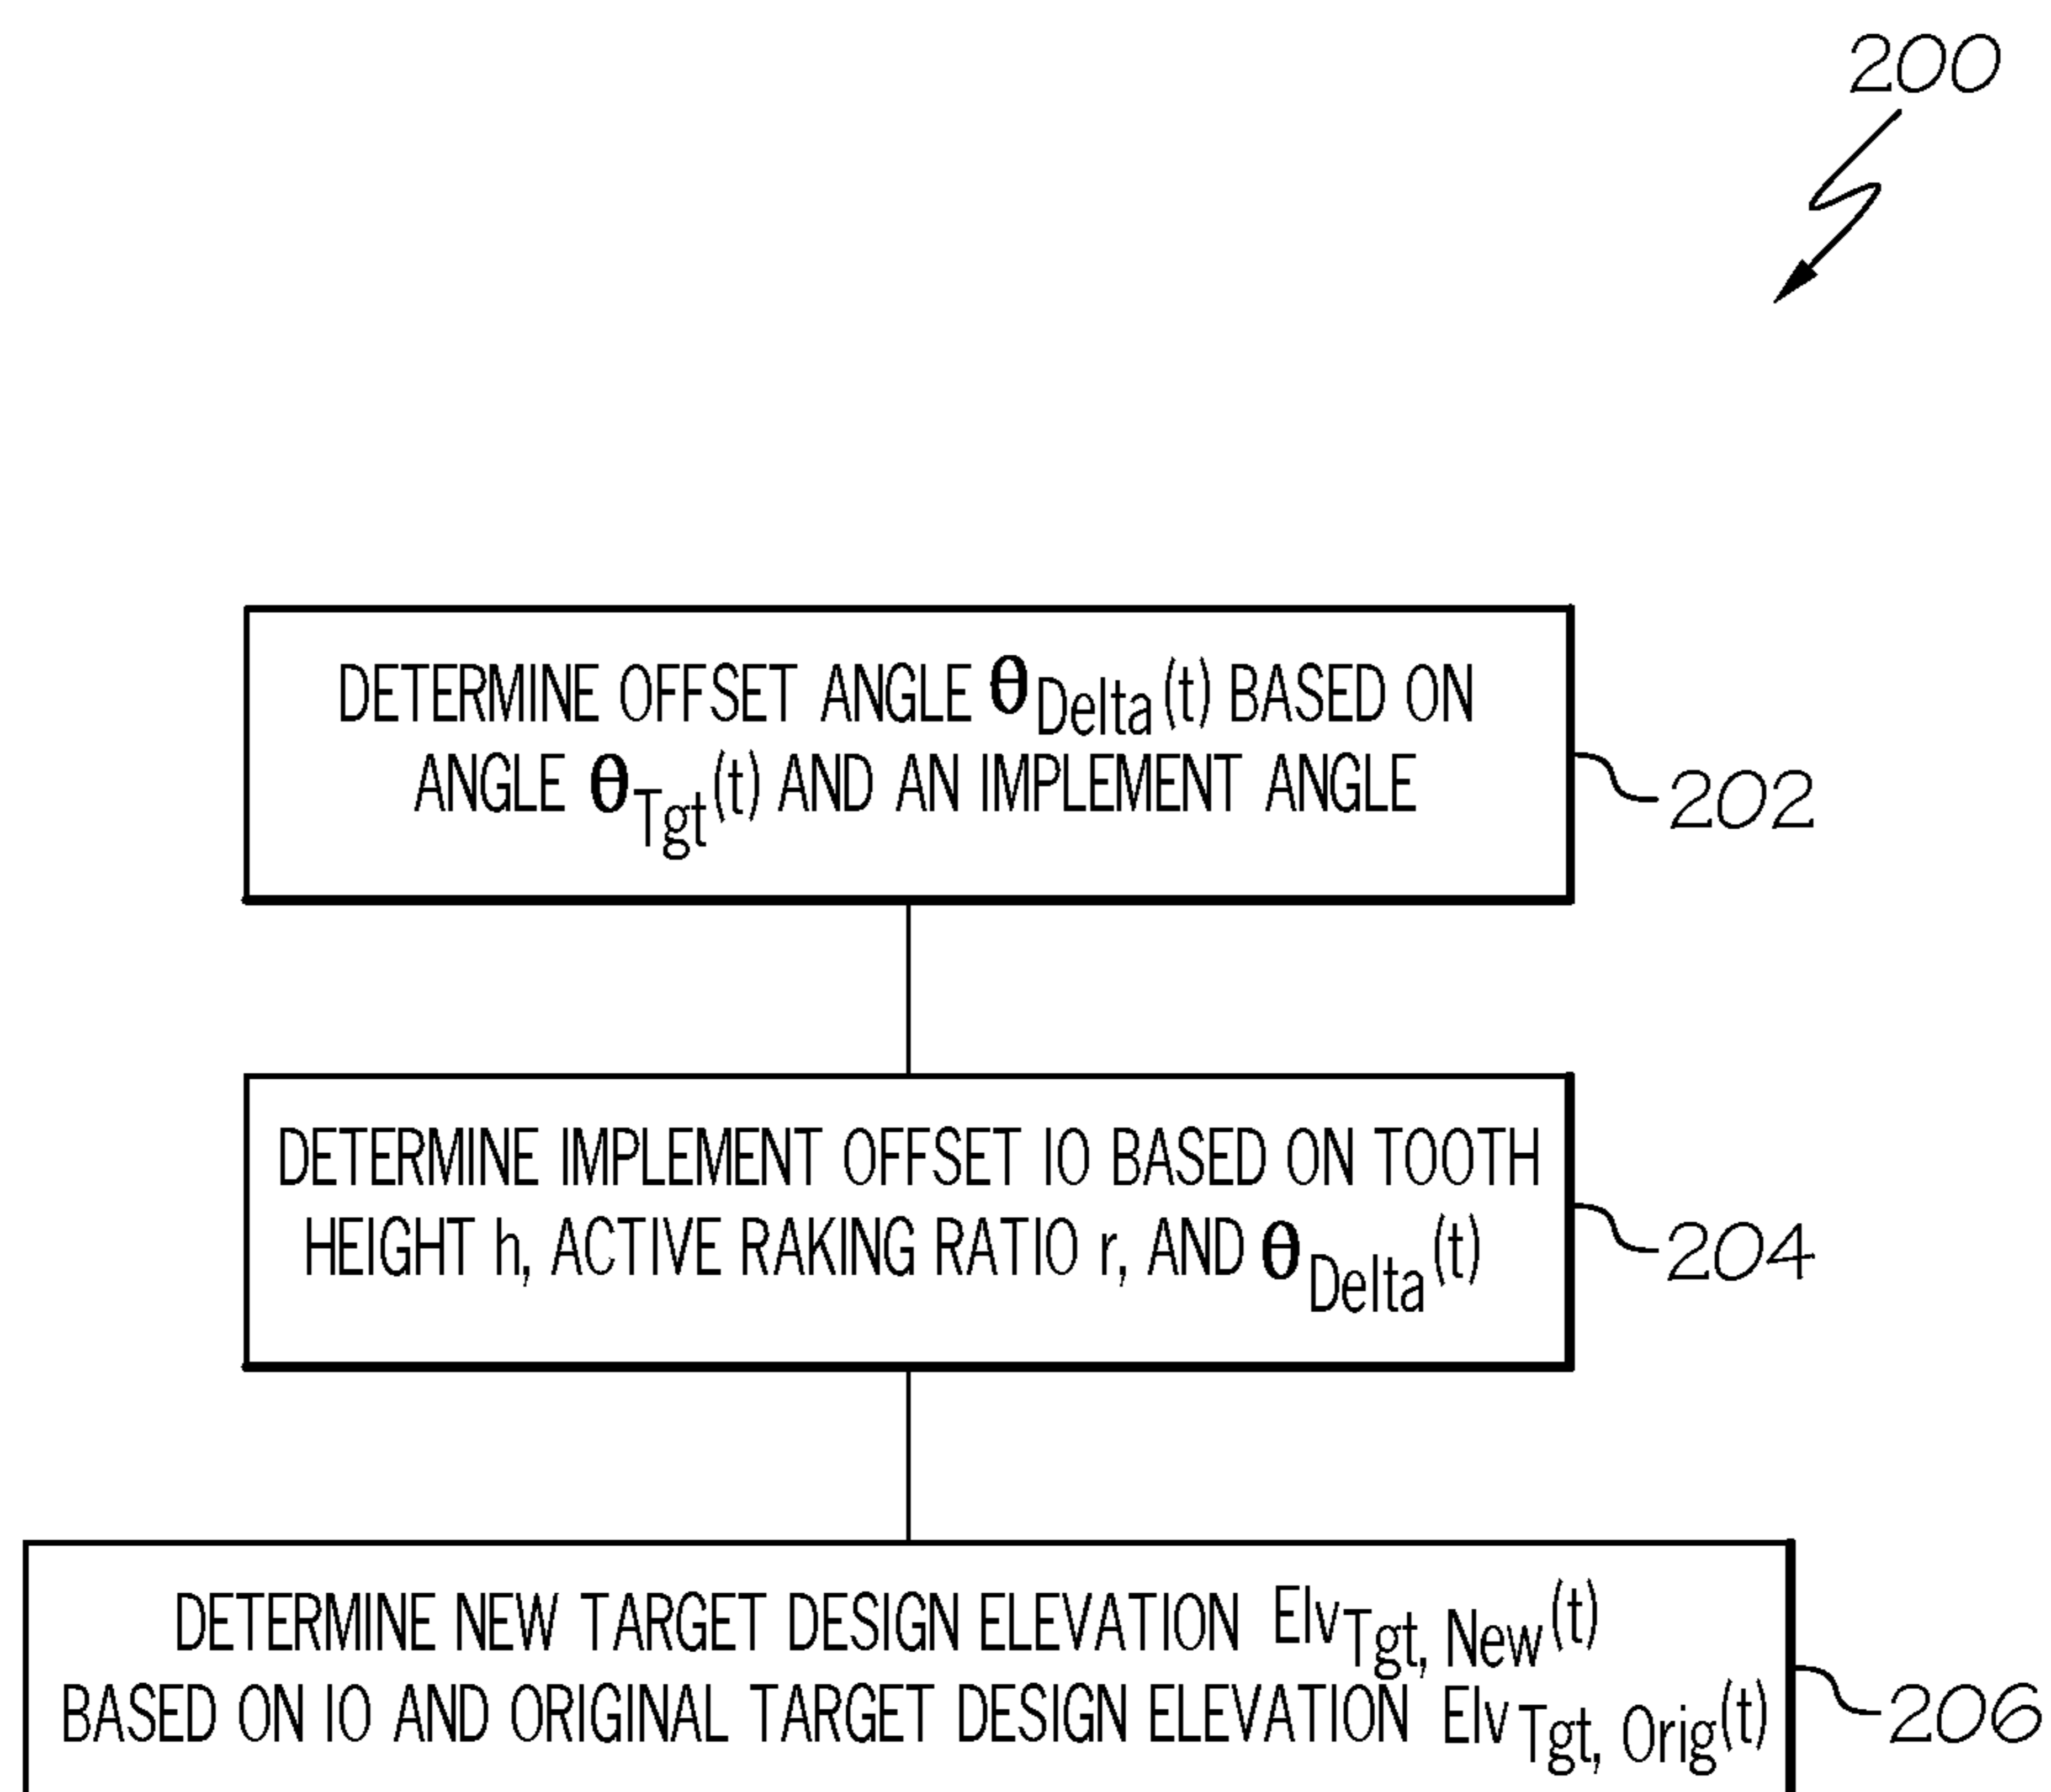 200
DETERMINE OFFSET ANGLE θDelta(t) BASED ON
ANGLE θTgt(t) AND AN IMPLEMENT ANGLE
202
DETERMINE IMPLEMENT OFFSET IO BASED ON TOOTH
HEIGHT h, ACTIVE RAKING RATIO r, AND θDelta(t)
204
DETERMINE NEW TARGET DESIGN ELEVATION ElvTgt, New(t)
BASED ON IO AND ORIGINAL TARGET DESIGN ELEVATION ElvTgt, Orig(t)
206